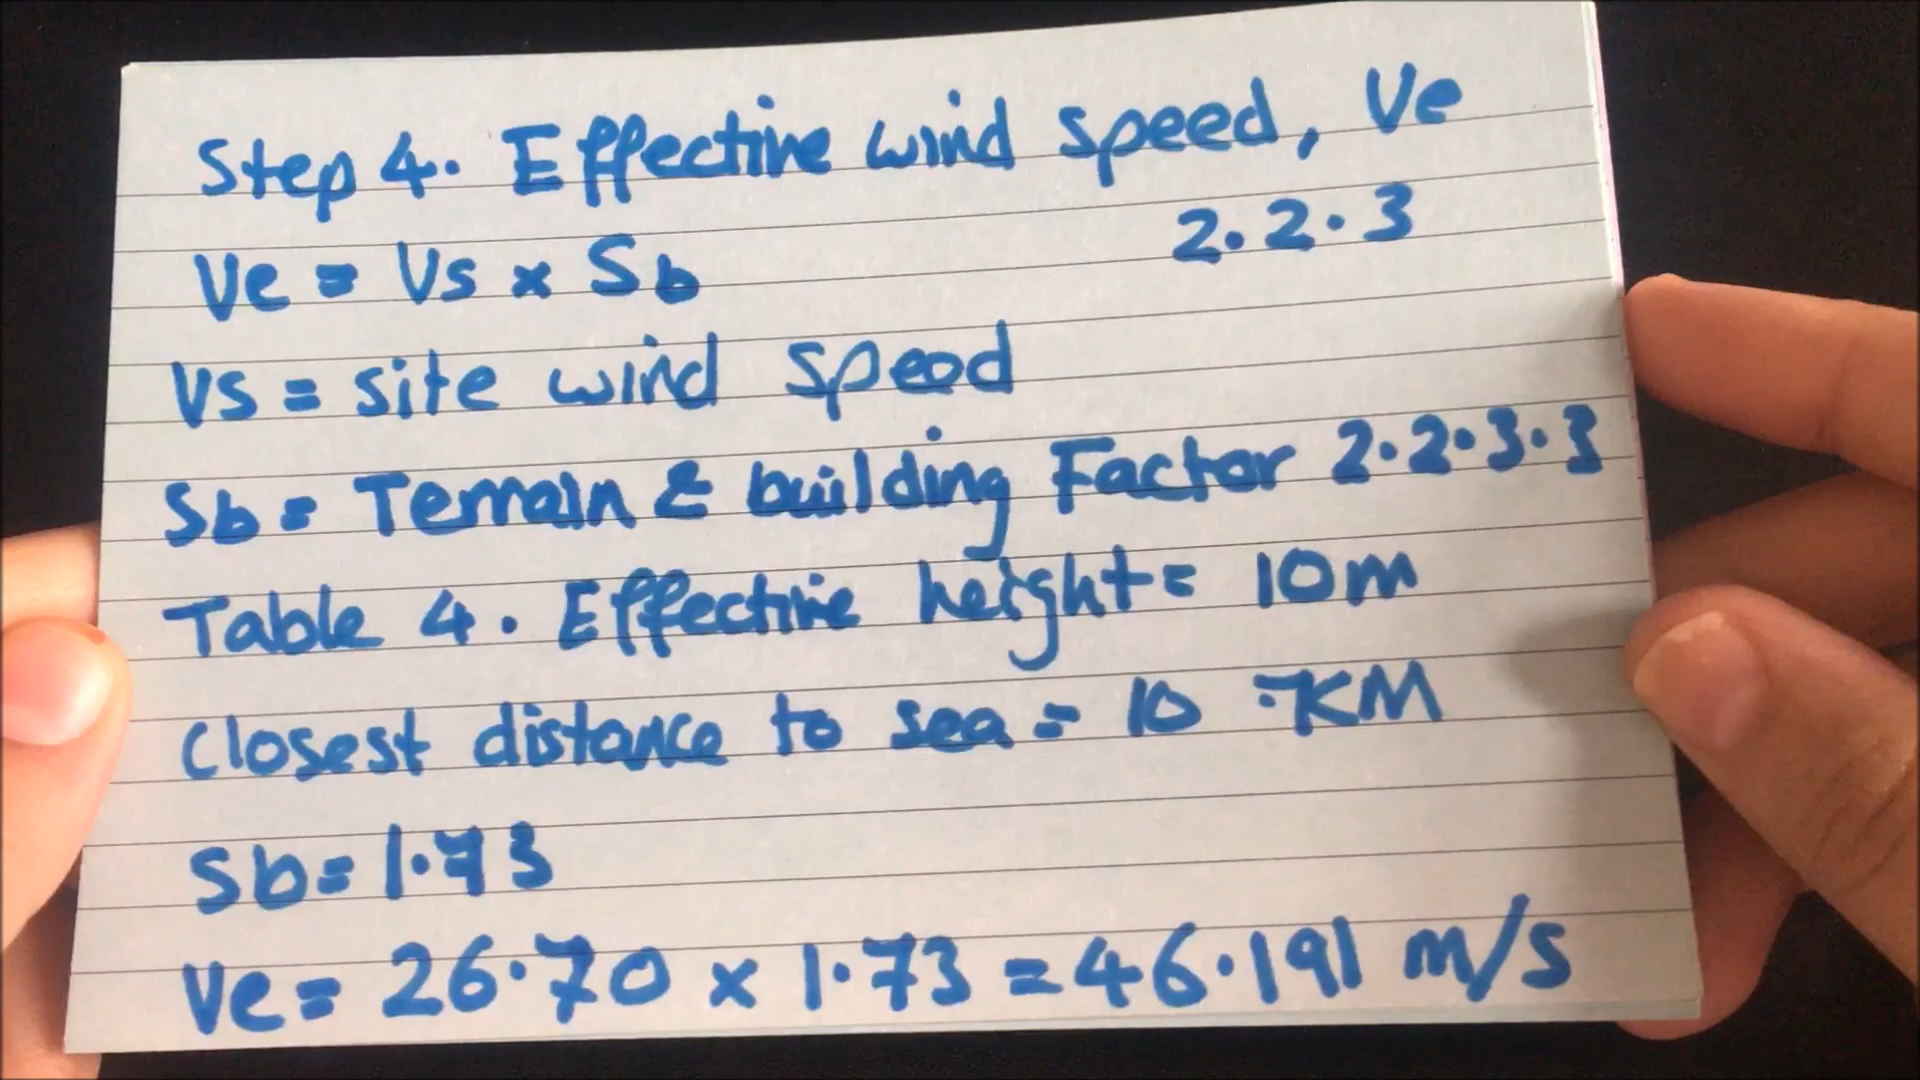 Step 4. Effective wind speed, Ve
2.2.3
Ve = Vs x Sb
Vs = site wind speed
Sb = Terrain & building Factor 2.2.3.3
Table 4. Effective height = 10m
Closest distance to sea = 10 KM
Sb = 1.73
Ve = 26.70 x 1.73 = 46.191 m/s